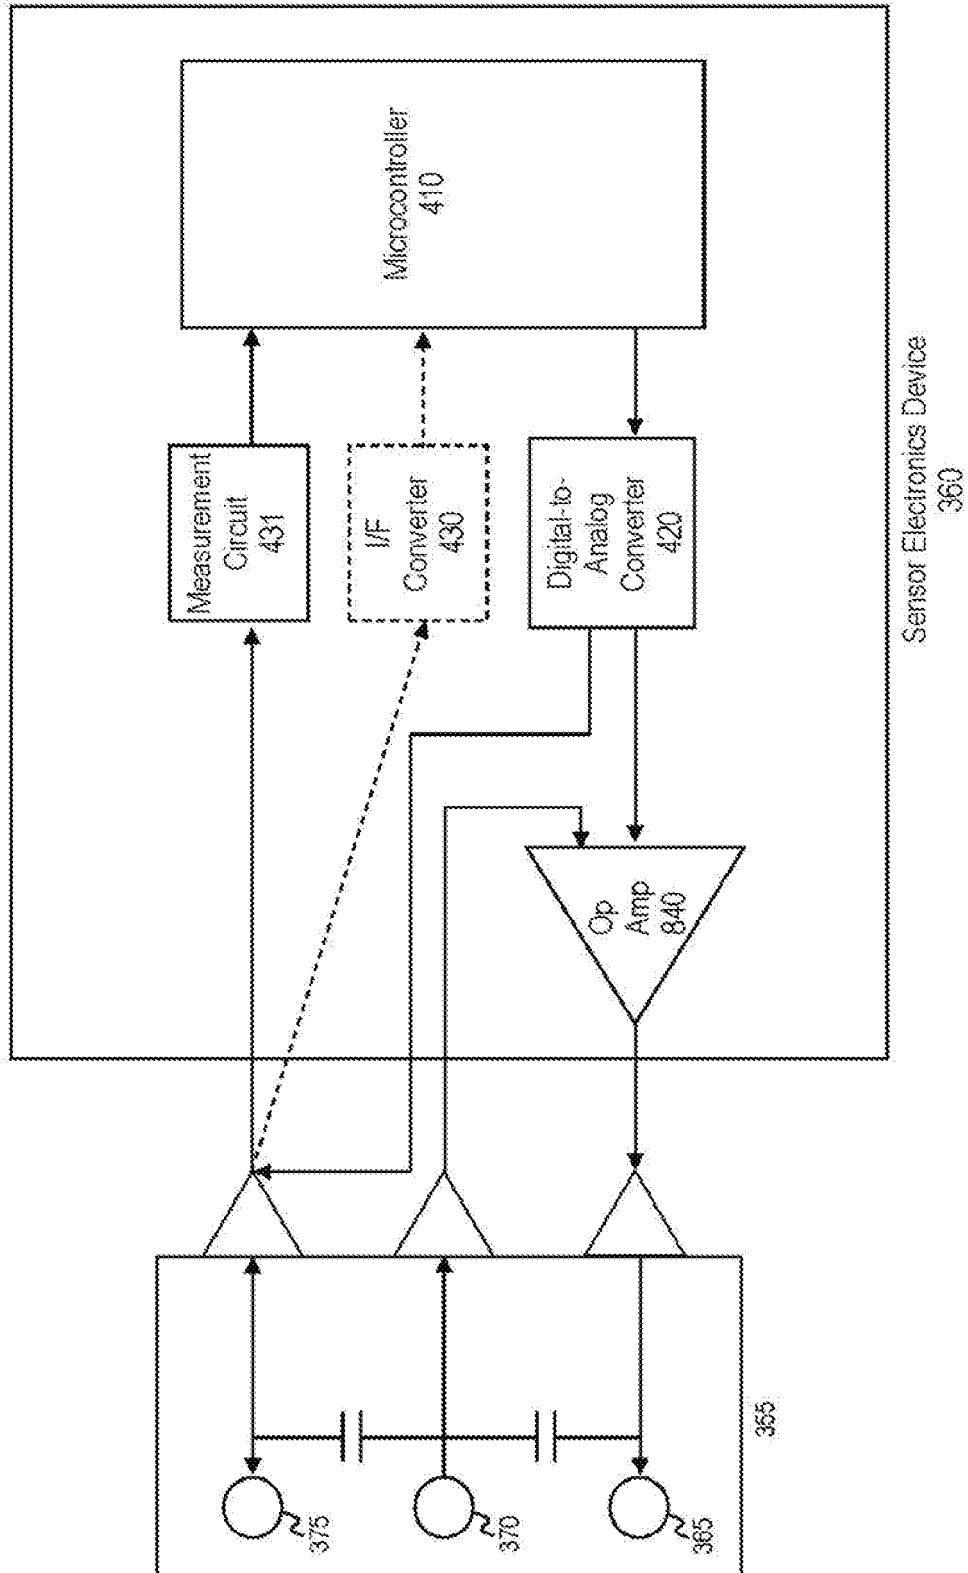 Microcontroller
410
Measurement
Circuit
431
I/F
Converter
430
Digital-to-
Analog
Converter
420
Op
Amp
840
Sensor Electronics Device
360
375
370
365
355